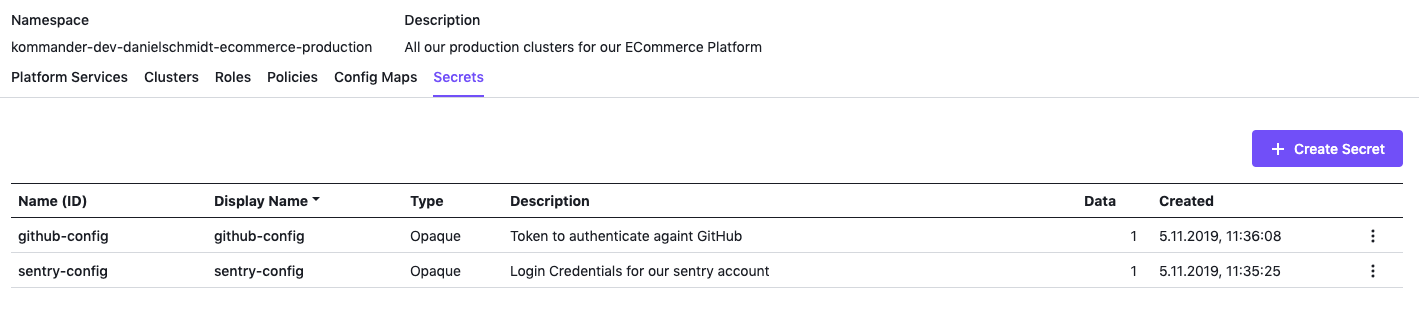 Namespace Description
kommander-dev-danielschmidt-ecommerce-production All our production clusters for our ECommerce Platform
Platform Services Clusters Roles Policies Config Maps Secrets
+ Create Secret
Name (ID) Display Name Type Description Data Created
github-config github-config Opaque Token to authenticate againt GitHub 1 5.11.2019, 11:36:08
sentry-config sentry-config Opaque Login Credentials for our sentry account 1 5.11.2019, 11:35:25